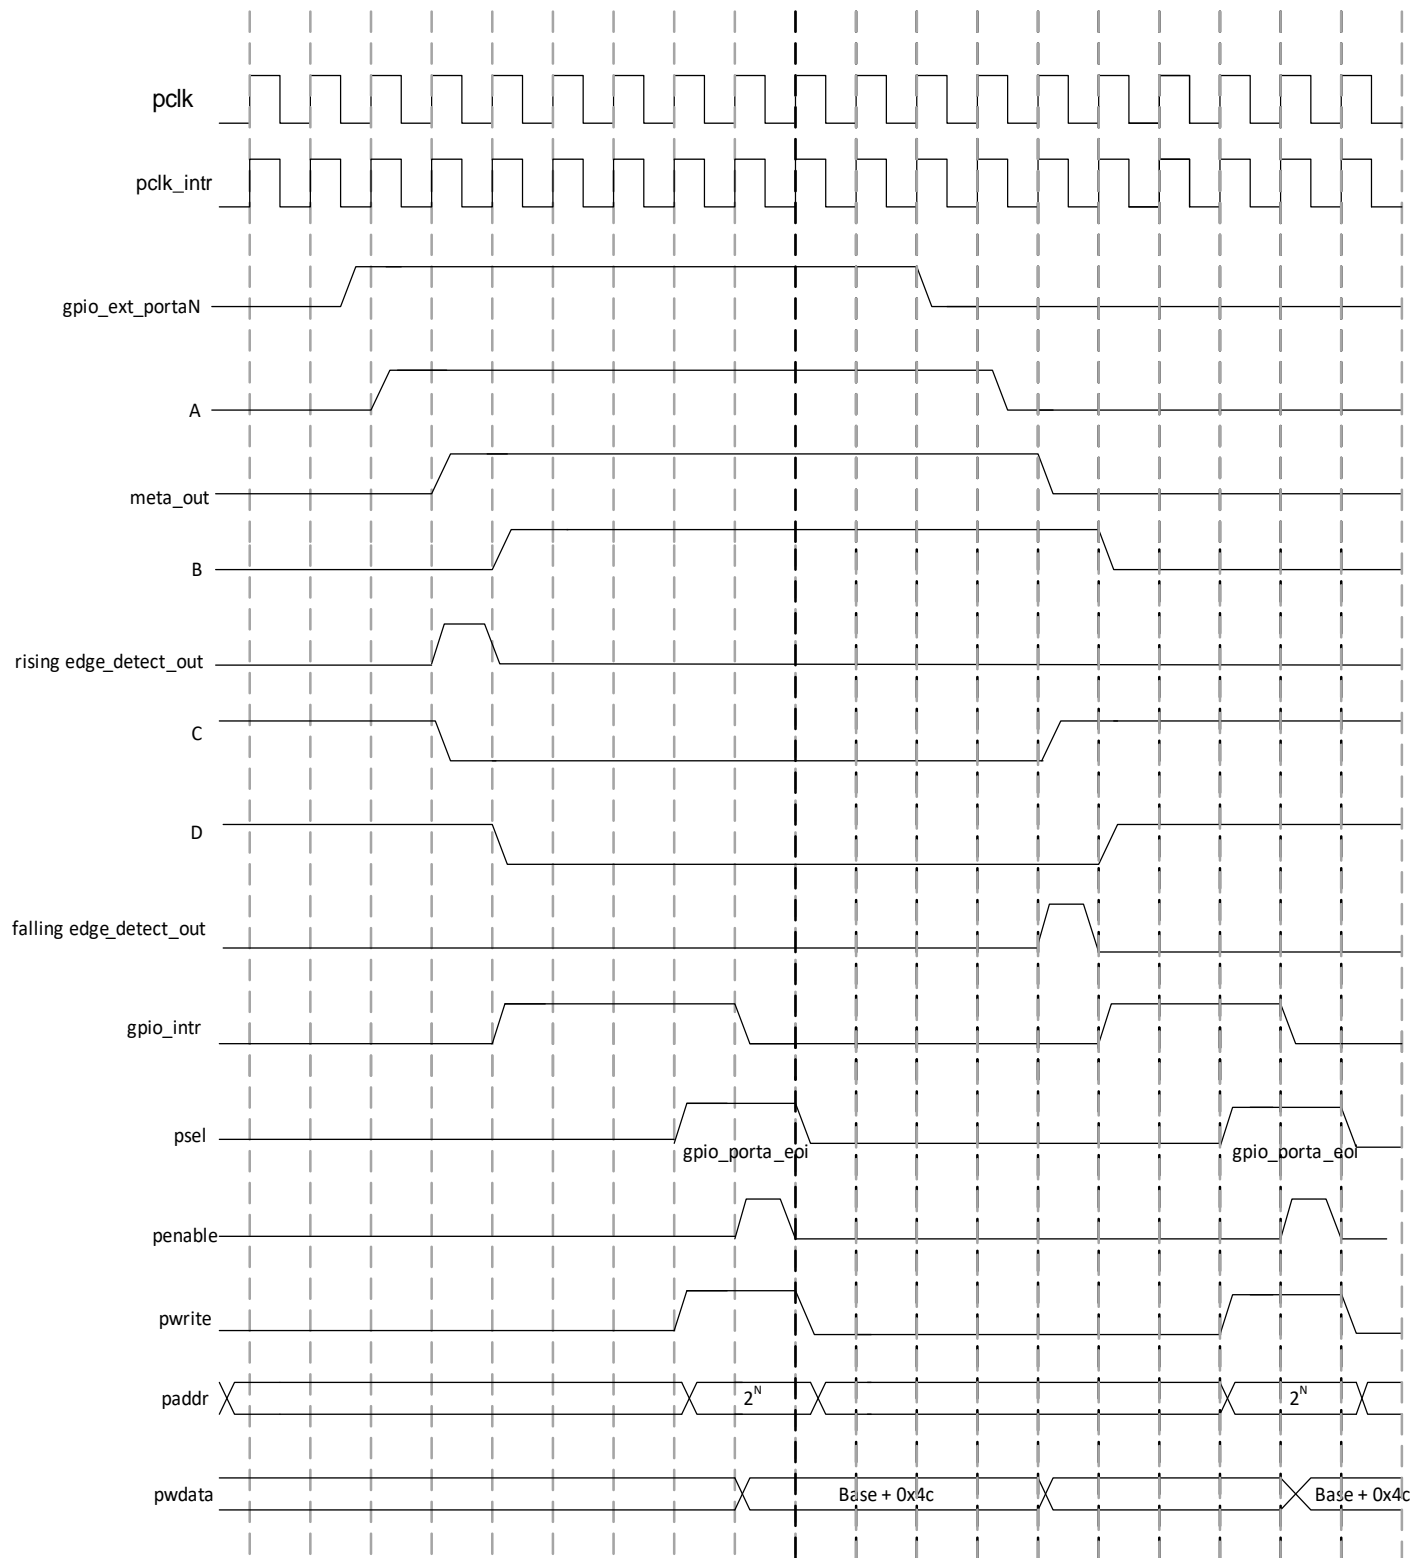 pclk
pclk_intr
gpio_ext_portaN
A
meta_out
B
rising edge_detect_out
C
D
falling edge_detect_out
gpio_intr
psel
gpio_porta_eoi gpio_porta_eoi
penable
pwrite
paddr 2^N 2^N
pwdata Base + 0x4c Base + 0x4c